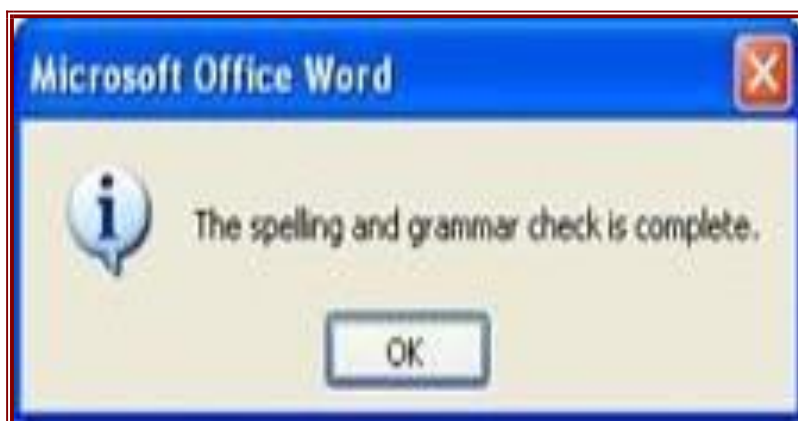 Microsoft Office Word
The spelling and grammar check is complete.
OK